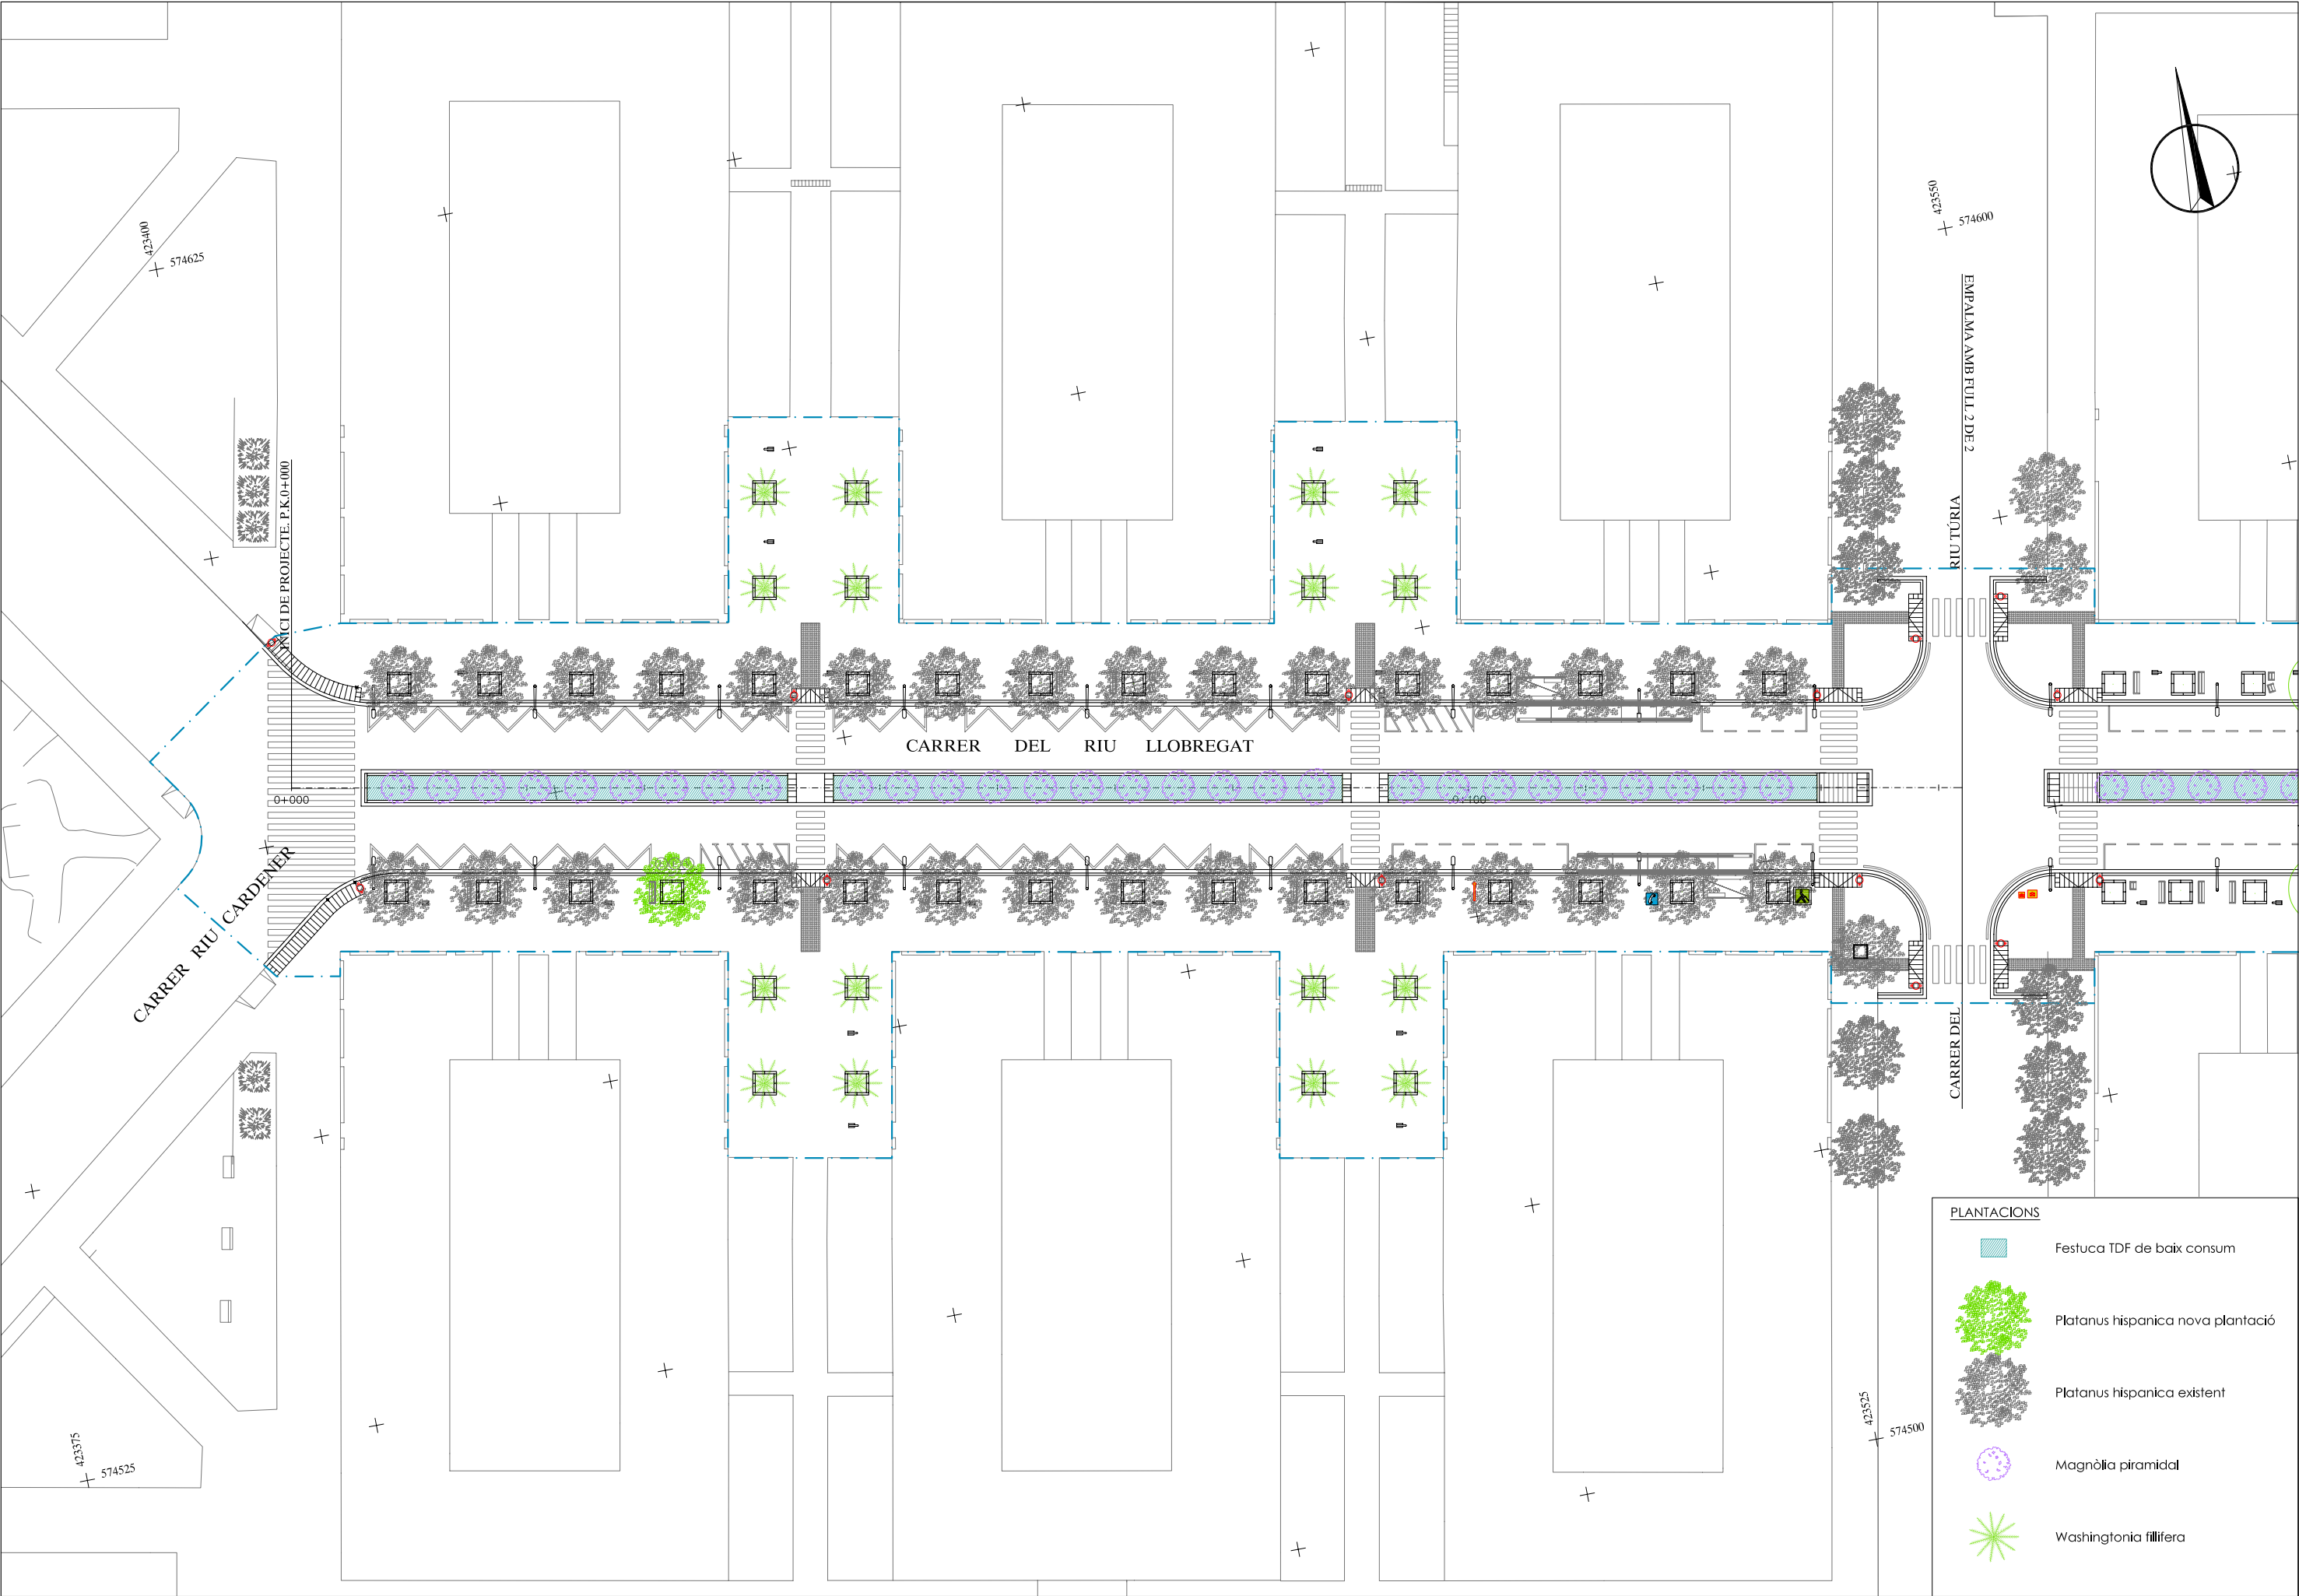 423400
574625
423550
574600
EMPALMA AMB FULL 2 DE 2
INICI DE PROJECTE. P.K.0+000
RIU TÚRIA
CARRER DEL RIU LLOBREGAT
0+000
0+100
CARRER RIU CARDENER
CARRER DEL
423375
574525
423525
574500
PLANTACIONS
Festuca TDF de baix consum
Platanus hispanica nova plantació
Platanus hispanica existent
Magnòlia piramidal
Washingtonia fillifera